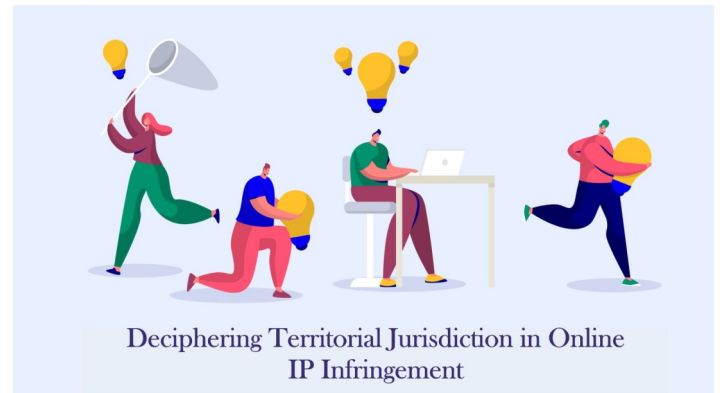 Deciphering Territorial Jurisdiction in Online
IP Infringement